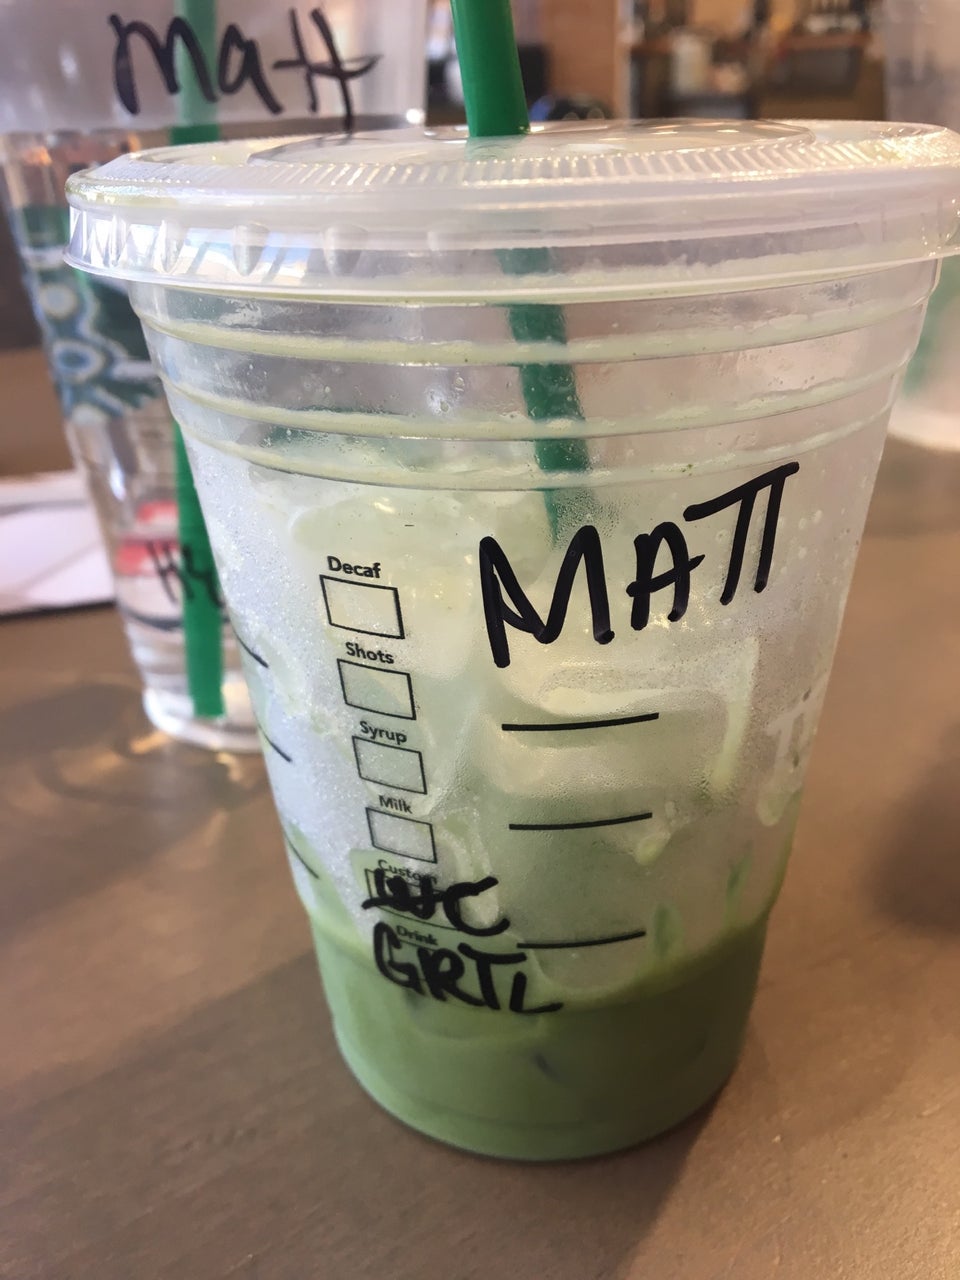 Matt
MATT
Decaf
Shots
Syrup
Milk
Custom
Drink
GRTL